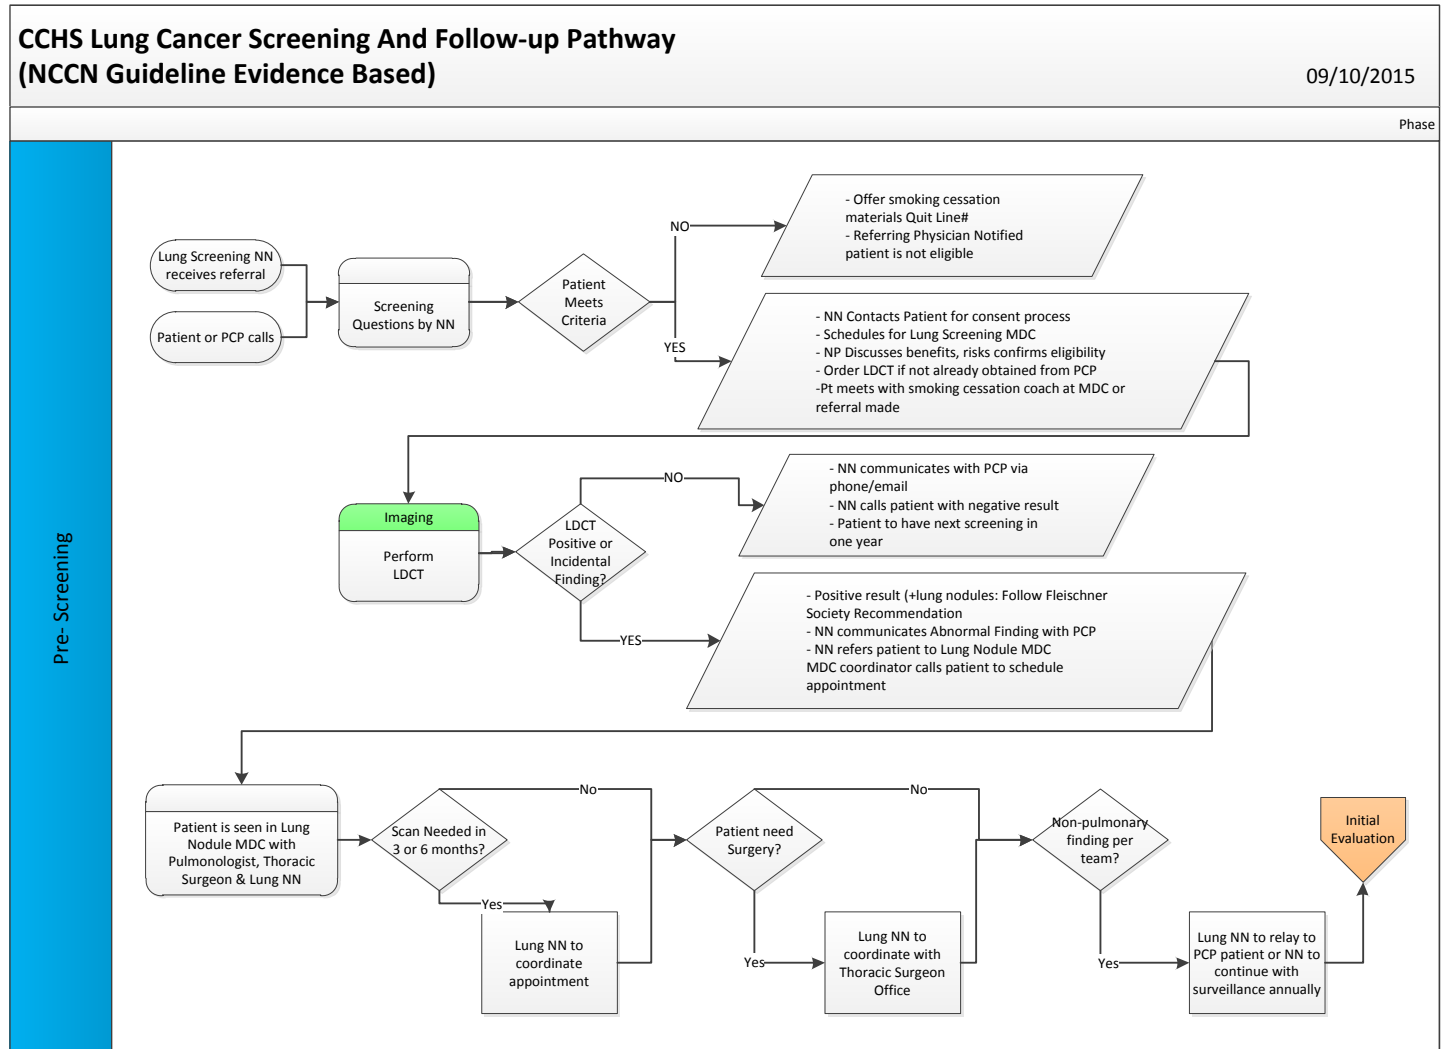 CCHS Lung Cancer Screening And Follow-up Pathway
(NCCN Guideline Evidence Based)
09/10/2015
Phase
Pre- Screening
Lung Screening NN
receives referral
Patient or PCP calls
Screening
Questions by NN
Patient
Meets
Criteria
NO
- Offer smoking cessation
materials Quit Line#
- Referring Physician Notified
patient is not eligible
YES
- NN Contacts Patient for consent process
- Schedules for Lung Screening MDC
- NP Discusses benefits, risks confirms eligibility
- Order LDCT if not already obtained from PCP
-Pt meets with smoking cessation coach at MDC or
referral made
Imaging
Perform
LDCT
LDCT
Positive or
Incidental
Finding?
NO
- NN communicates with PCP via
phone/email
- NN calls patient with negative result
- Patient to have next screening in
one year
YES
- Positive result (+lung nodules: Follow Fleischner
Society Recommendation
- NN communicates Abnormal Finding with PCP
- NN refers patient to Lung Nodule MDC
MDC coordinator calls patient to schedule
appointment
Patient is seen in Lung
Nodule MDC with
Pulmonologist, Thoracic
Surgeon & Lung NN
Scan Needed in
3 or 6 months?
No
Yes
Lung NN to
coordinate
appointment
Patient need
Surgery?
No
Yes
Lung NN to
coordinate with
Thoracic Surgeon
Office
Non-pulmonary
finding per
team?
Yes
Lung NN to relay to
PCP patient or NN to
continue with
surveillance annually
Initial
Evaluation